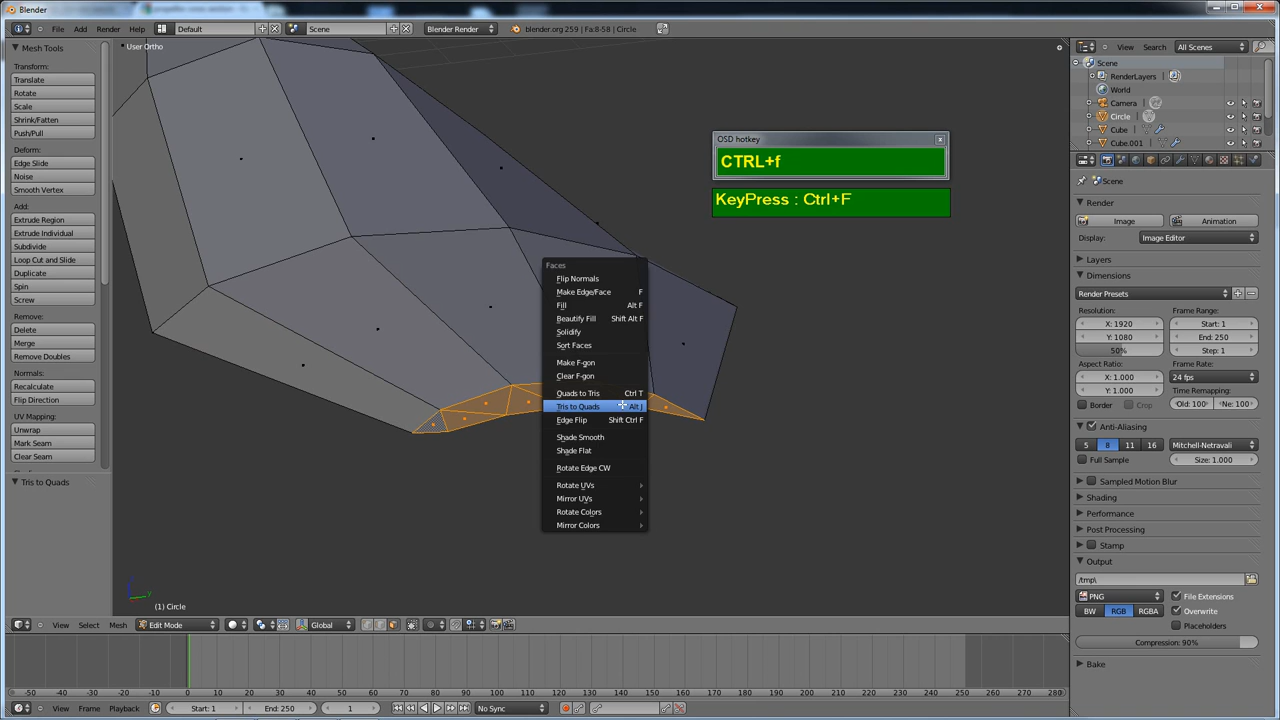 Blender
File Add Render Help Default Scene Blender Render blender.org 259 | Fa:8-58 | Circle
View Search All Scenes
Mesh Tools
Transform:
Translate
Rotate
Scale
Shrink/Fatten
Push/Pull
Deform:
Edge Slide
Noise
Smooth Vertex
Add:
Extrude Region
Extrude Individual
Subdivide
Loop Cut and Slide
Duplicate
Spin
Screw
Remove:
Delete
Merge
Remove Doubles
Normals:
Recalculate
Flip Direction
UV Mapping:
Unwrap
Mark Seam
Clear Seam
Tris to Quads
User Ortho
OSD hotkey
CTRL+f
KeyPress : Ctrl+F
Faces
Flip Normals
Make Edge/Face F
Fill Alt F
Beautify Fill Shift Alt F
Solidify
Sort Faces
Make F-gon
Clear F-gon
Quads to Tris Ctrl T
Tris to Quads Alt J
Edge Flip Shift Ctrl F
Shade Smooth
Shade Flat
Rotate Edge CW
Rotate UVs
Mirror UVs
Rotate Colors
Mirror Colors
y
(1) Circle
Scene
RenderLayers
World
Camera
Circle
Cube
Cube.001
Scene
Render
Image Animation
Display: Image Editor
Layers
Dimensions
Render Presets
Resolution: Frame Range:
X: 1920 Start: 1
Y: 1080 End: 250
50% Step: 1
Aspect Ratio: Frame Rate:
X: 1.000 24 fps
Y: 1.000 Time Remapping:
Border Crop Old: 100 Ne: 100
Anti-Aliasing
5 8 11 16 Mitchell-Netravali
Full Sample Size: 1.000
Sampled Motion Blur
Shading
Performance
Post Processing
Stamp
Output
/tmp\
PNG File Extensions
BW RGB RGBA Overwrite
Placeholders
Compression: 90%
Bake
View Select Mesh Edit Mode Global
-50 -40 -30 -20 -10 0 10 20 30 40 50 60 70 80 90 100 110 120 130 140 150 160 170 180 190 200 210 220 230 240 250 260 270 280
View Frame Playback Start: 1 End: 250 1 No Sync